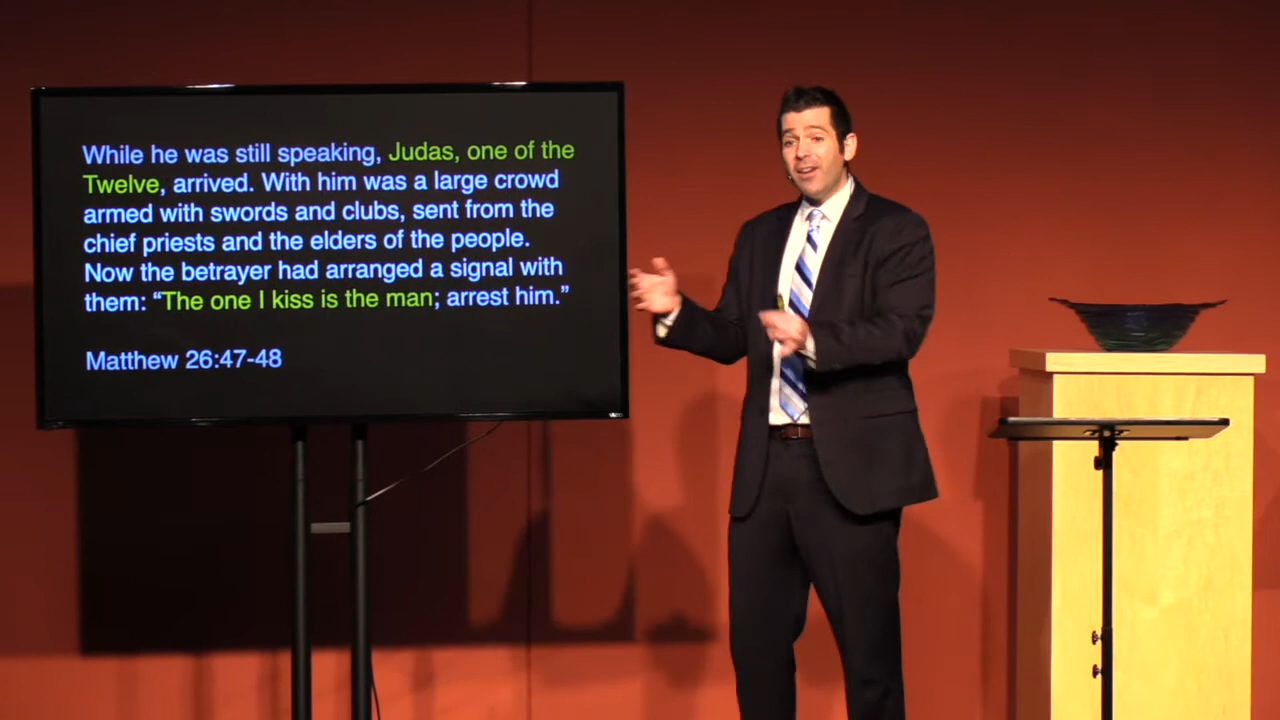 While he was still speaking, Judas, one of the
Twelve, arrived. With him was a large crowd
armed with swords and clubs, sent from the
chief priests and the elders of the people.
Now the betrayer had arranged a signal with
them: “The one I kiss is the man; arrest him.”
Matthew 26:47-48